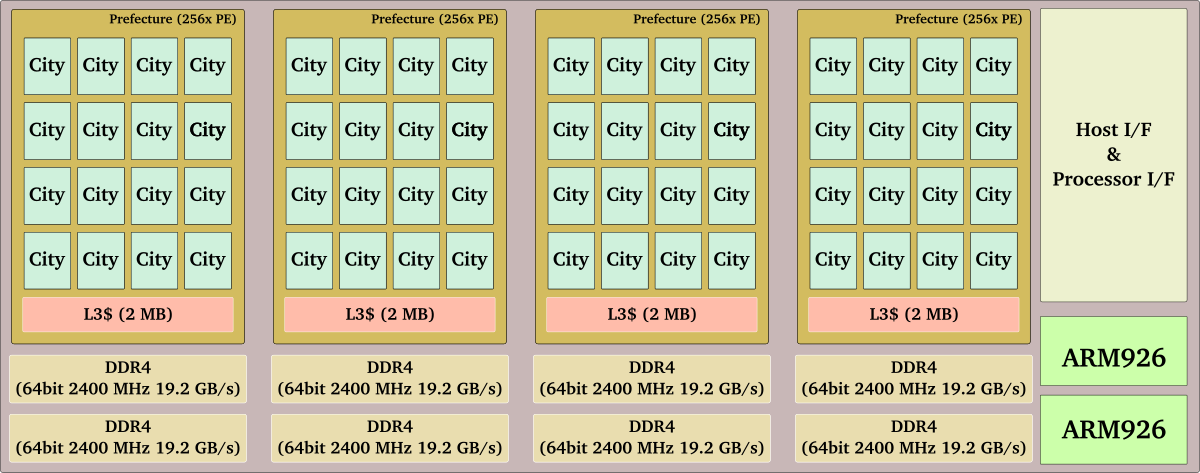 Prefecture (256x PE) Prefecture (256x PE) Prefecture (256x PE) Prefecture (256x PE)
City City City City City City City City City City City City City City City City
City City City City City City City City City City City City City City City City
City City City City City City City City City City City City City City City City
City City City City City City City City City City City City City City City City
L3$ (2 MB) L3$ (2 MB) L3$ (2 MB) L3$ (2 MB)
DDR4 DDR4 DDR4 DDR4
(64bit 2400 MHz 19.2 GB/s) (64bit 2400 MHz 19.2 GB/s) (64bit 2400 MHz 19.2 GB/s) (64bit 2400 MHz 19.2 GB/s)
DDR4 DDR4 DDR4 DDR4
(64bit 2400 MHz 19.2 GB/s) (64bit 2400 MHz 19.2 GB/s) (64bit 2400 MHz 19.2 GB/s) (64bit 2400 MHz 19.2 GB/s)
Host I/F
&
Processor I/F
ARM926
ARM926